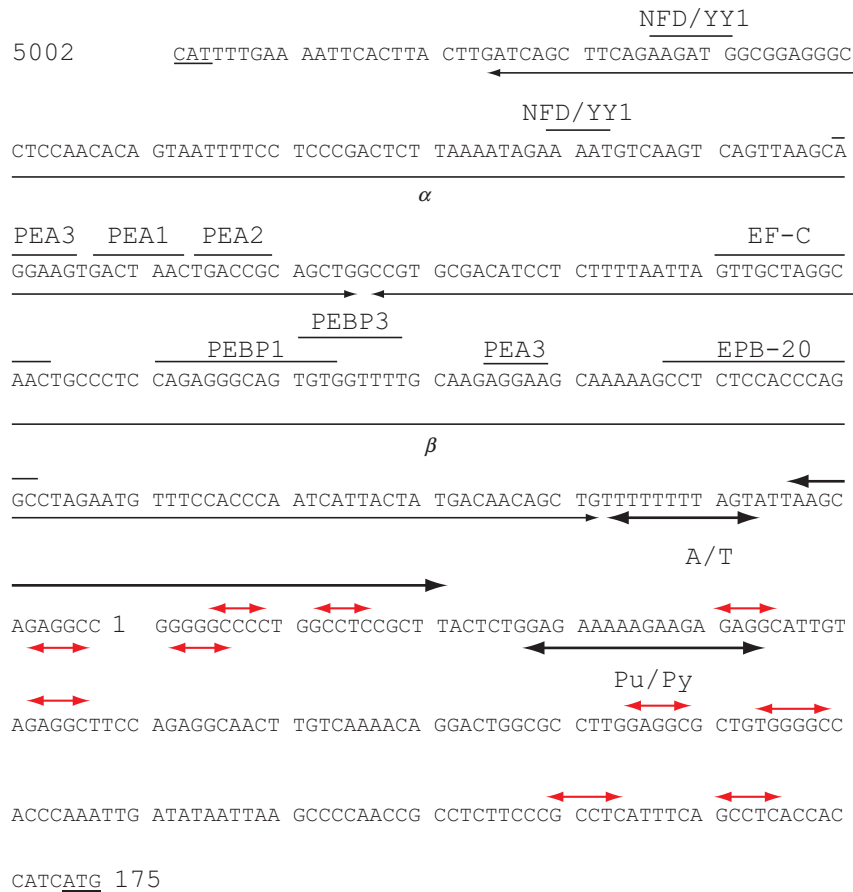 NFD/YY1
5002 CATTTTGAAA AATTCACTTA CTTGATCAGC TTCAGAAGAT GGCGGAGGGC
NFD/YY1
CTCCAACACA GTAATTTTCC TCCCGACTCT TAAAATAGAA AATGTCAAGT CAGTTAAGCA
α
PEA3 PEA1 PEA2 EF-C
GGAAGTGACT AACTGACCGC AGCTGGCCGT GCGACATCCT CTTTTAATTA GTTGCTAGGC
PEBP3
PEBP1 PEA3 EPB-20
AACTGCCCTC CAGAGGGCAG TGTGGTTTTG CAAGAGGAAG CAAAAAGCCT CTCCACCCAG
β
GCCTAGAATG TTTCCACCCA ATCATTACTA TGACAACAGC TGTTTTTTTT AGTATTAAGC
A/T
AGAGGCC 1 GGGGGCCCCT GGCCTCCGCT TACTCTGGAG AAAAAGAAGA GAGGCATTGT
Pu/Py
AGAGGCTTCC AGAGGCAACT TGTCAAAACA GGACTGGCGC CTTGGAGGCG CTGTGGGGCC
ACCCAAATTG ATATAATTAA GCCCCAACCG CCTCTTCCCG CCTCATTTCA GCCTCACCAC
CATCATG 175